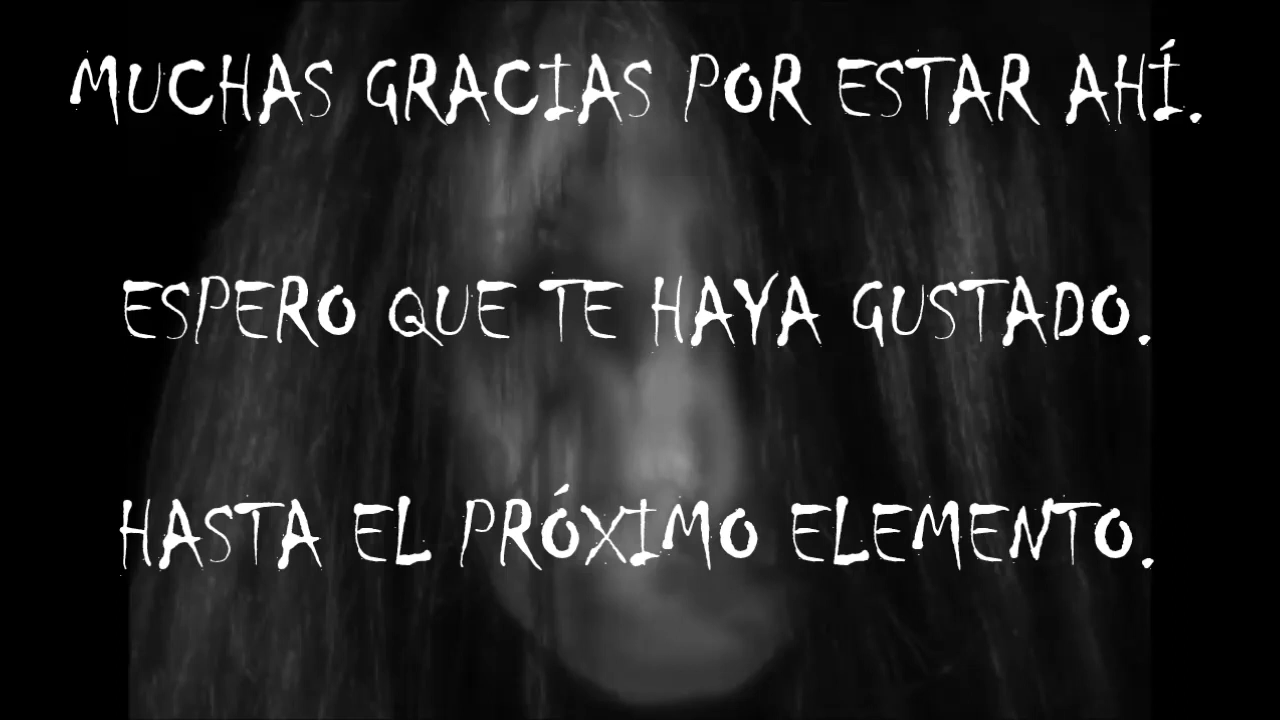 MUCHAS GRACIAS POR ESTAR AHÍ.
ESPERO QUE TE HAYA GUSTADO.
HASTA EL PRÓXIMO ELEMENTO.